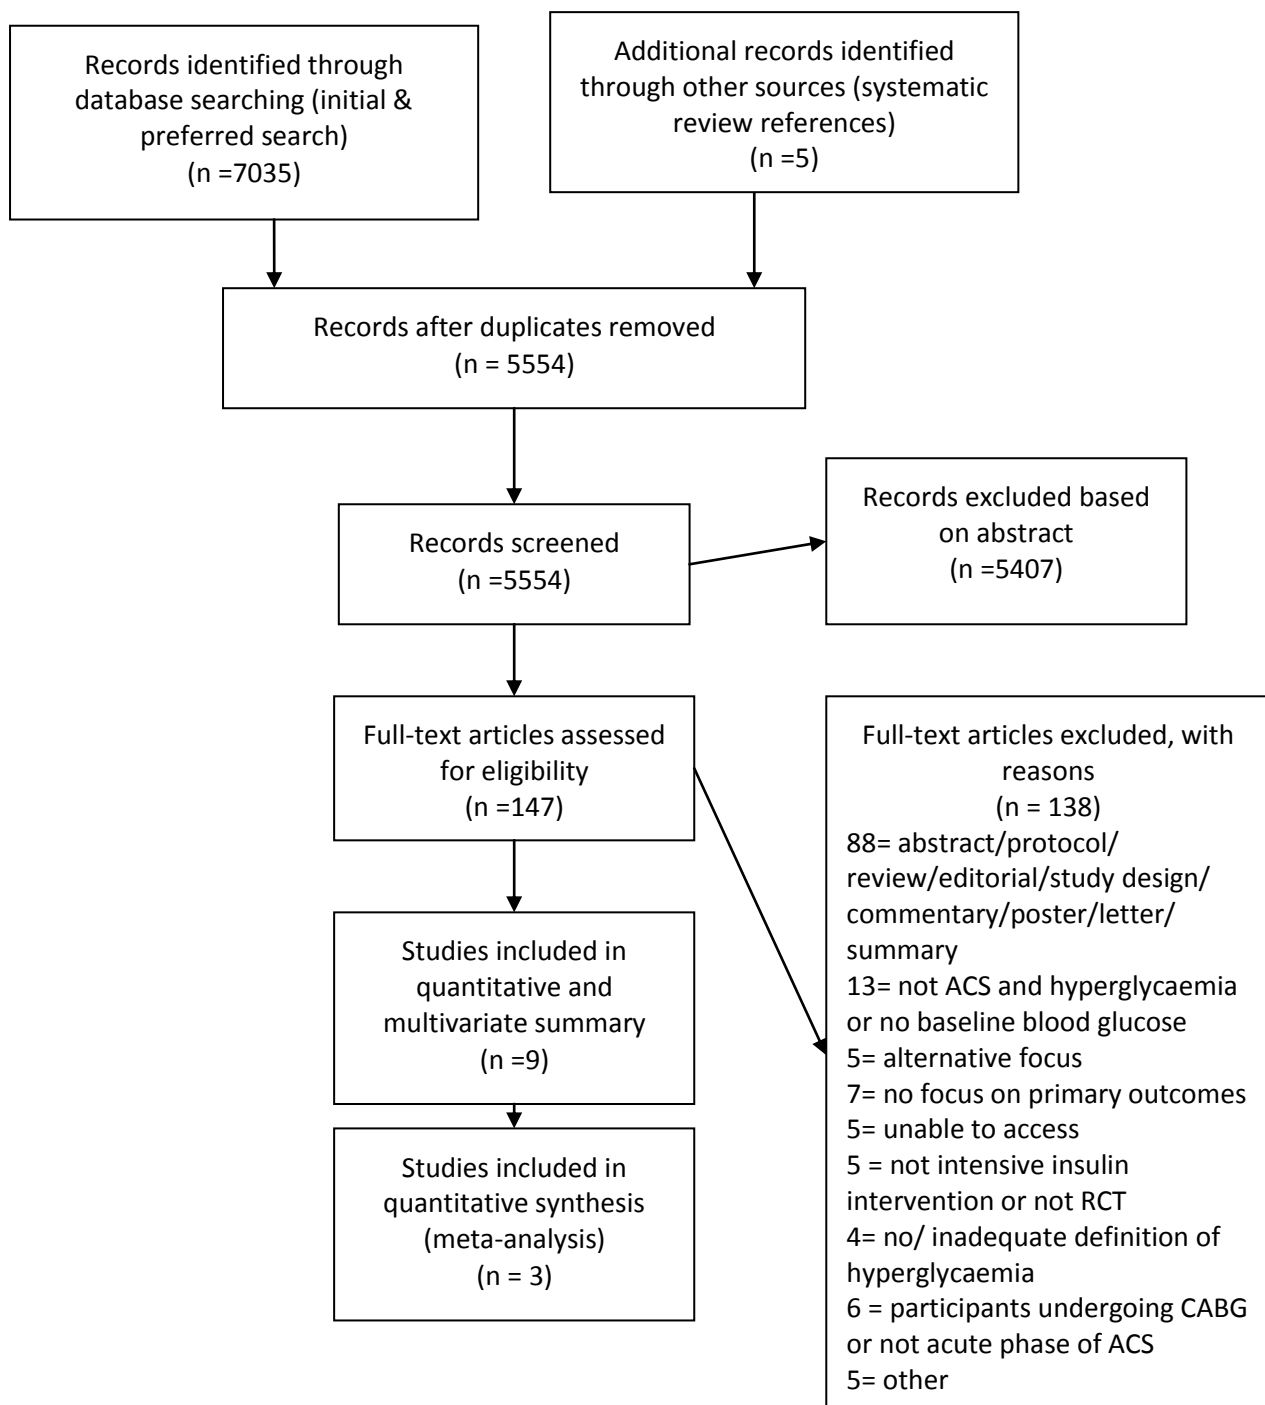 Records identified through
database searching (initial &
preferred search)
(n =7035)
Additional records identified
through other sources (systematic
review references)
(n =5)
Records after duplicates removed
(n = 5554)
Records screened
(n =5554)
Records excluded based
on abstract
(n =5407)
Full-text articles assessed
for eligibility
(n =147)
Full-text articles excluded, with
reasons
(n = 138)
88= abstract/protocol/
review/editorial/study design/
commentary/poster/letter/
summary
13= not ACS and hyperglycaemia
or no baseline blood glucose
5= alternative focus
7= no focus on primary outcomes
5= unable to access
5 = not intensive insulin
intervention or not RCT
4= no/ inadequate definition of
hyperglycaemia
6 = participants undergoing CABG
or not acute phase of ACS
5= other
Studies included in
quantitative and
multivariate summary
(n =9)
Studies included in
quantitative synthesis
(meta-analysis)
(n = 3)